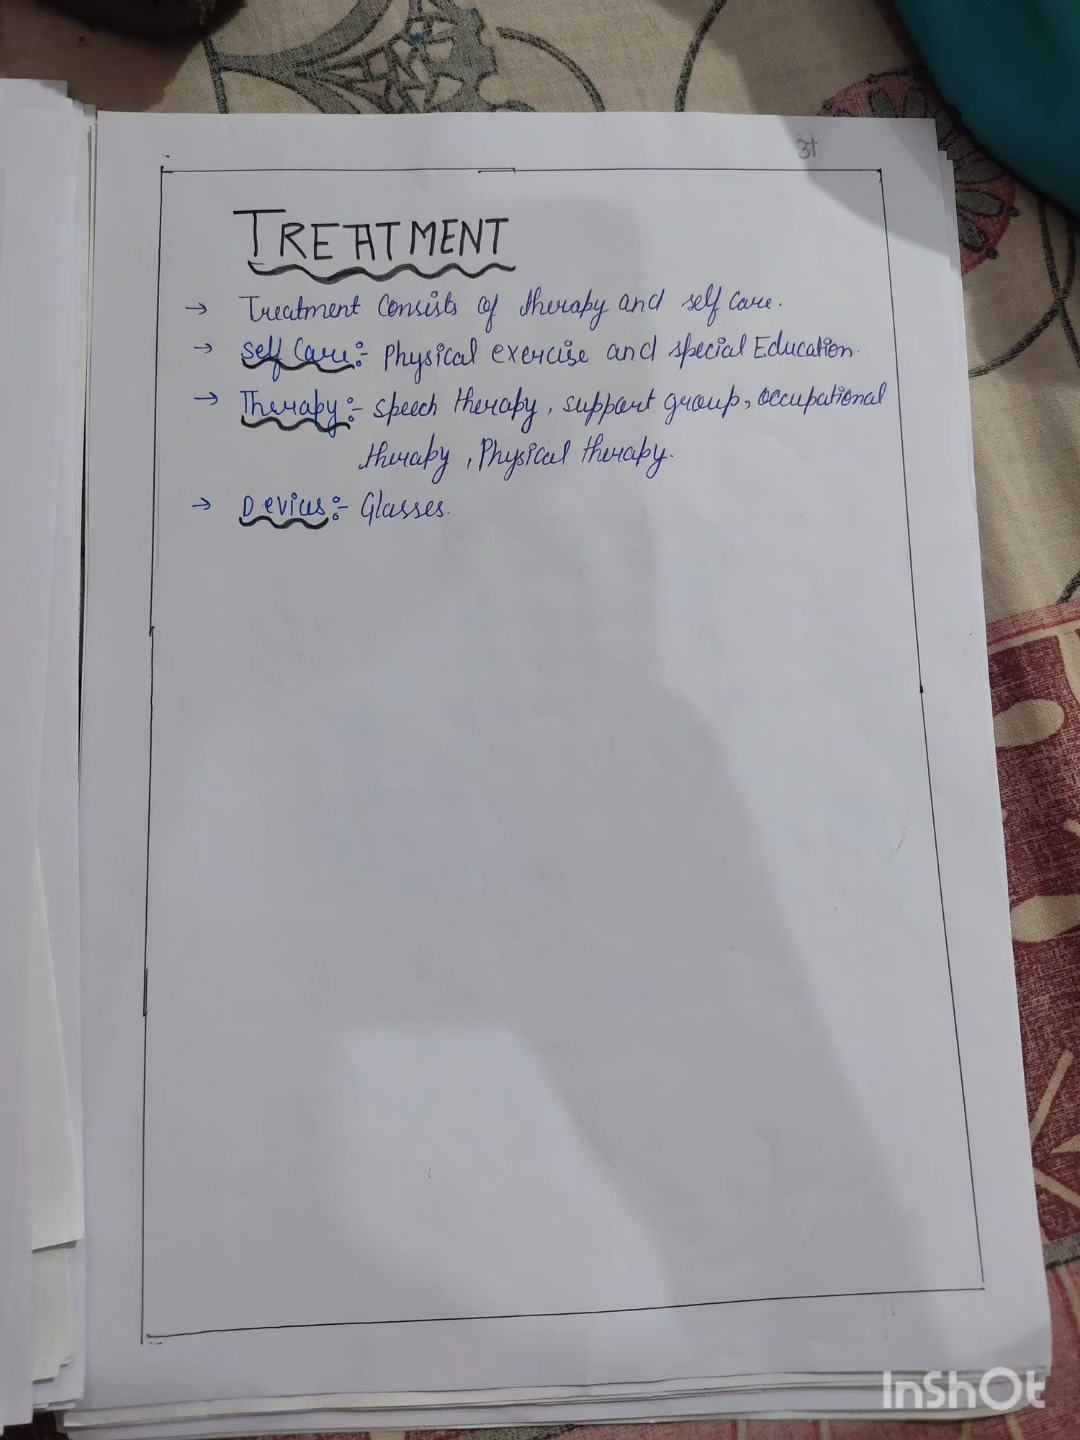 31
TREATMENT
→ Treatment Consists of therapy and self care.
→ Self Care:- Physical exercise and special Education.
→ Therapy:- speech therapy, support group, occupational
therapy, Physical therapy.
→ Devices:- Glasses.
InShOt